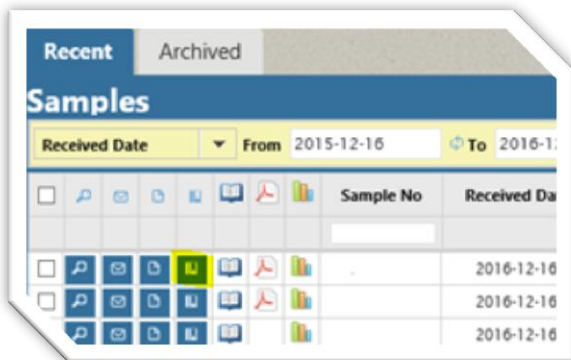 Recent Archived
Samples
Received Date From 2015-12-16 To 2016-1
Sample No Received Da
2016-12-16
2016-12-16
2016-12-16